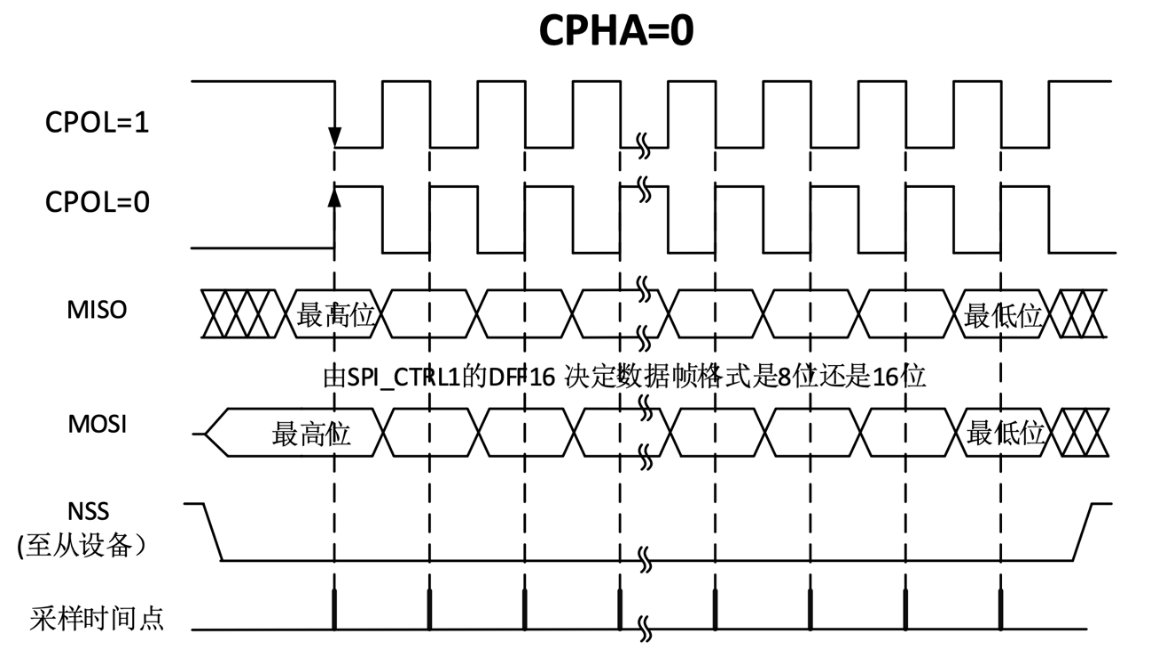 CPHA=0
CPOL=1
CPOL=0
MISO
最高位
最低位
由SPI_CTRL1的DFF16 决定数据帧格式是8位还是16位
MOSI
最高位
最低位
NSS
(至从设备）
采样时间点